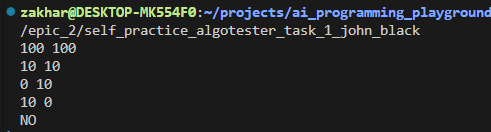 zakhar@DESKTOP-MK554F0:~/projects/ai_programming_playground
/epic_2/self_practice_algotester_task_1_john_black
100 100
10 10
0 10
10 0
NO